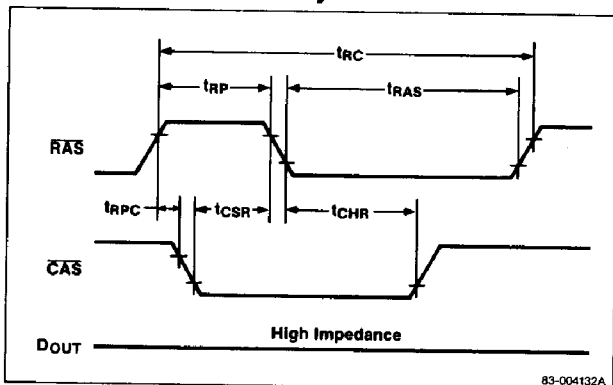 tRC
tRP
tRAS
RAS
tRPC
tCSR
tCHR
CAS
High Impedance
DOUT
83-004132A